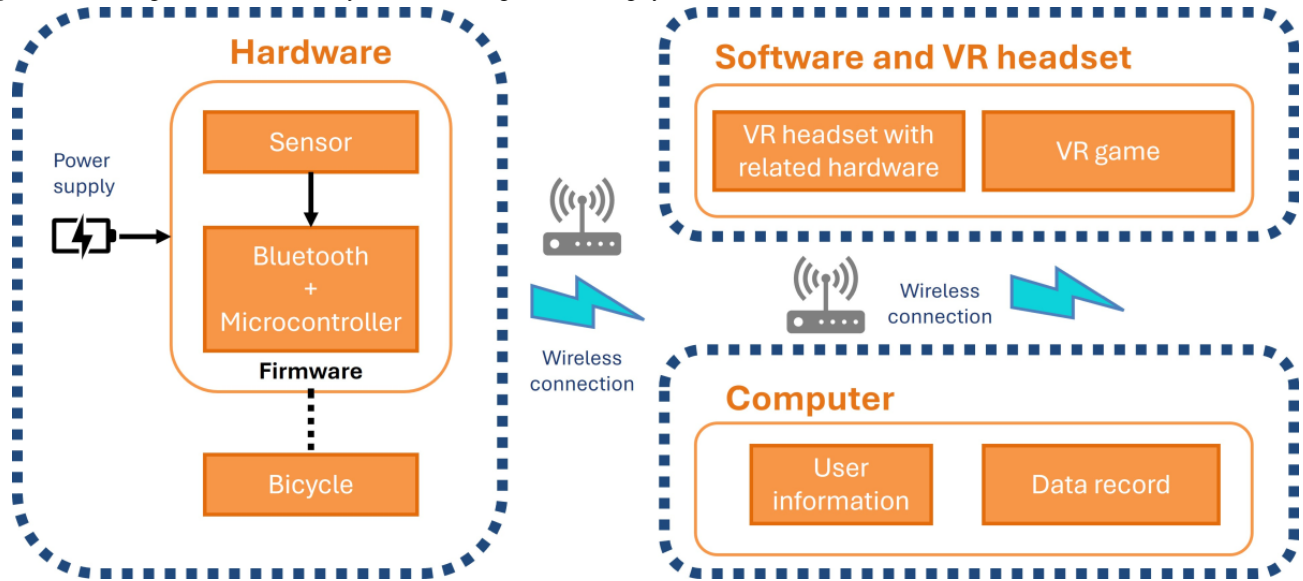 Hardware
Power
supply
Sensor
Bluetooth
+
Microcontroller
Firmware
Bicycle
Wireless
connection
Software and VR headset
VR headset with
related hardware
VR game
Wireless
connection
Computer
User
information
Data record